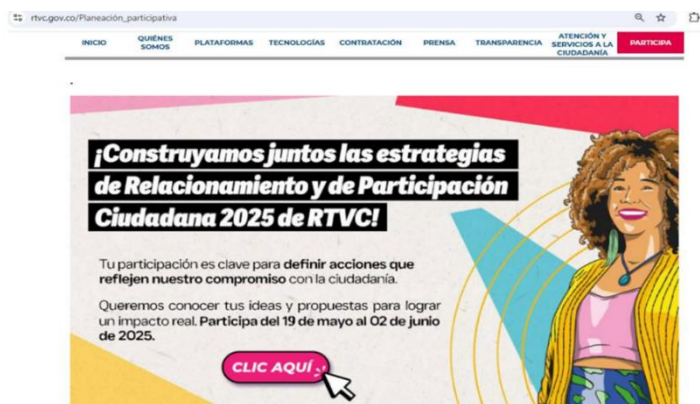 rtvc.gov.co/Planeación_participativa
INICIO
QUIÉNES
SOMOS
PLATAFORMAS
TECNOLOGÍAS
CONTRATACIÓN
PRENSA
TRANSPARENCIA
ATENCIÓN Y
SERVICIOS A LA
CIUDADANÍA
PARTICIPA
.
¡Construyamos juntos las estrategias
de Relacionamiento y de Participación
Ciudadana 2025 de RTVC!
Tu participación es clave para definir acciones que
reflejen nuestro compromiso con la ciudadanía.
Queremos conocer tus ideas y propuestas para lograr
un impacto real. Participa del 19 de mayo al 02 de junio
de 2025.
CLIC AQUÍ